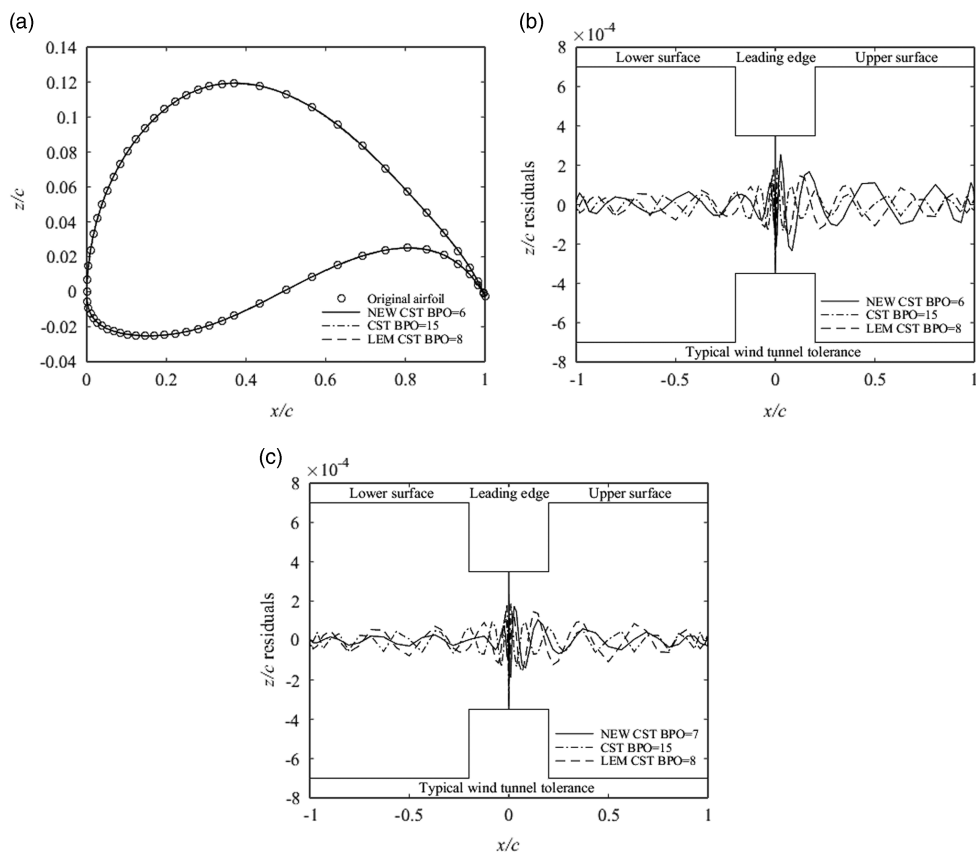 (a)
0.14
0.12
0.10
0.08
0.06
0.04
0.02
0
-0.02
-0.04
z/c
0
0.2
0.4
0.6
0.8
1
x/c
Original airfoil
NEW CST BPO=6
CST BPO=15
LEM CST BPO=8
(b)
×10-4
8
6
4
2
0
-2
-4
-6
-8
z/c residuals
Lower surface
Leading edge
Upper surface
NEW CST BPO=6
CST BPO=15
LEM CST BPO=8
Typical wind tunnel tolerance
-1
-0.5
0
0.5
1
x/c
(c)
×10-4
8
6
4
2
0
-2
-4
-6
-8
z/c residuals
Lower surface
Leading edge
Upper surface
NEW CST BPO=7
CST BPO=15
LEM CST BPO=8
Typical wind tunnel tolerance
-1
-0.5
0
0.5
1
x/c